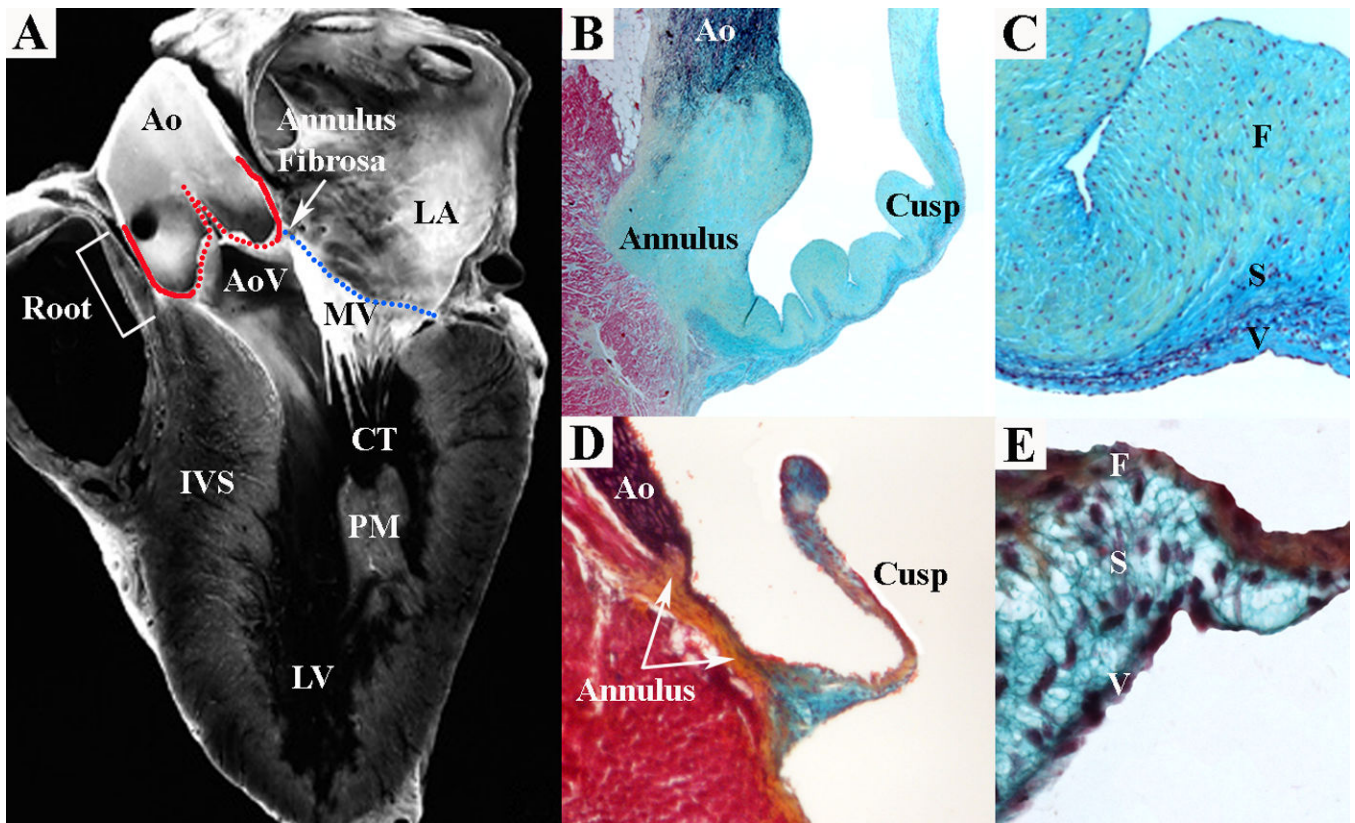 A
Ao
Annulus
Fibrosa
LA
Root
AoV
MV
CT
IVS
PM
LV
B
Ao
Annulus
Cusp
C
F
S
V
D
Ao
Cusp
Annulus
E
F
S
V